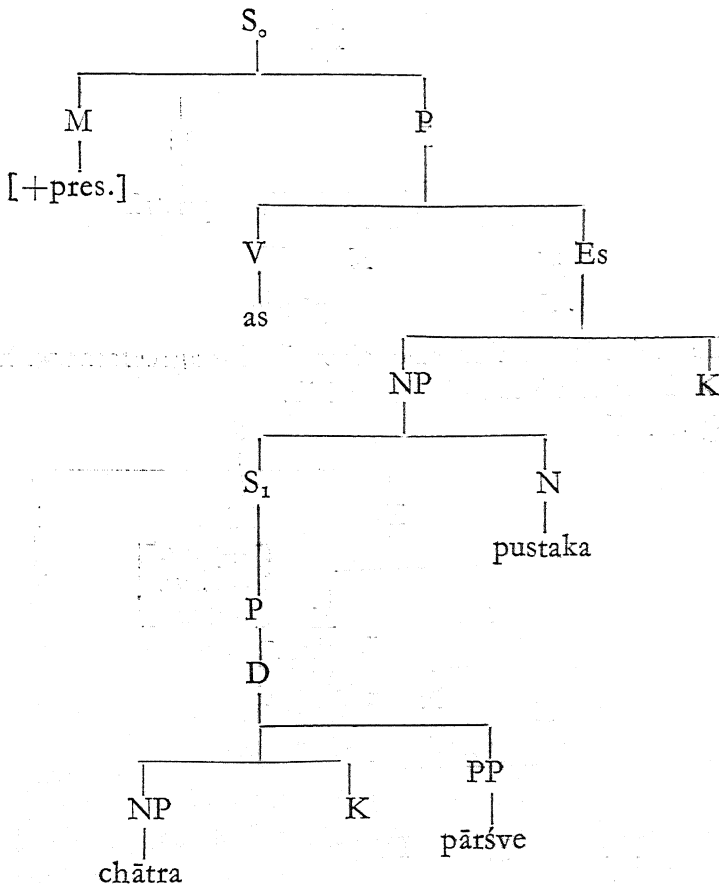 S₀
M P
[+pres.]
V Es
as
NP K
S₁ N
pustaka
P
D
PP
NP K
pārśve
chātra